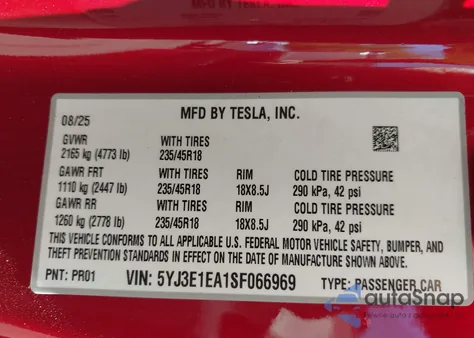 MFD BY TESLA, INC.
08/25
GVWR WITH TIRES
2165 kg (4773 lb) 235/45R18
GAWR FRT WITH TIRES RIM COLD TIRE PRESSURE
1110 kg (2447 lb) 235/45R18 18X8.5J 290 kPa, 42 psi
GAWR RR WITH TIRES RIM COLD TIRE PRESSURE
1260 kg (2778 lb) 235/45R18 18X8.5J 290 kPa, 42 psi
THIS VEHICLE CONFORMS TO ALL APPLICABLE U.S. FEDERAL MOTOR VEHICLE SAFETY, BUMPER, AND
THEFT PREVENTION STANDARDS IN EFFECT ON THE DATE OF MANUFACTURE SHOWN ABOVE.
PNT: PR01 VIN: 5YJ3E1EA1SF066969 TYPE: PASSENGER CAR
autoSnap